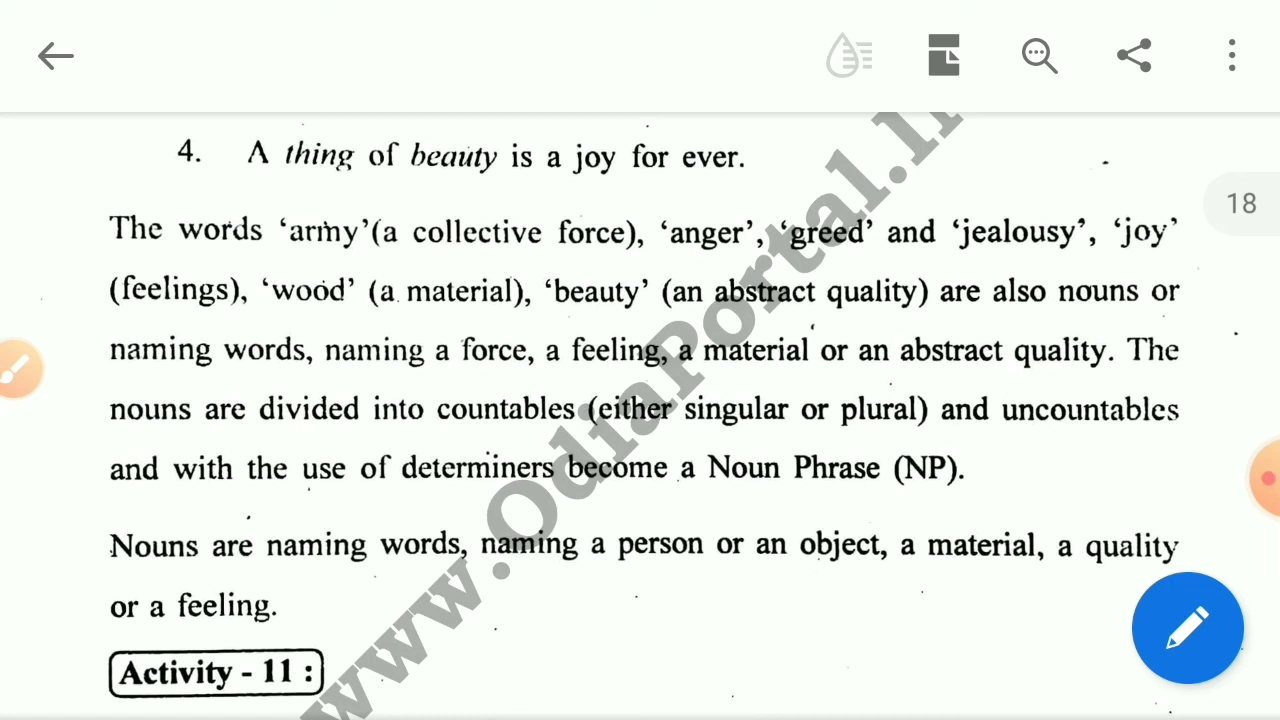 4. A thing of beauty is a joy for ever.
18
The words 'army'(a collective force), 'anger', 'greed' and 'jealousy', 'joy'
(feelings), 'wood' (a material), 'beauty' (an abstract quality) are also nouns or
naming words, naming a force, a feeling, a material or an abstract quality. The
nouns are divided into countables (either singular or plural) and uncountables
and with the use of determiners become a Noun Phrase (NP).
Nouns are naming words, naming a person or an object, a material, a quality
or a feeling.
Activity - 11 :
www.OdiaPortal.I